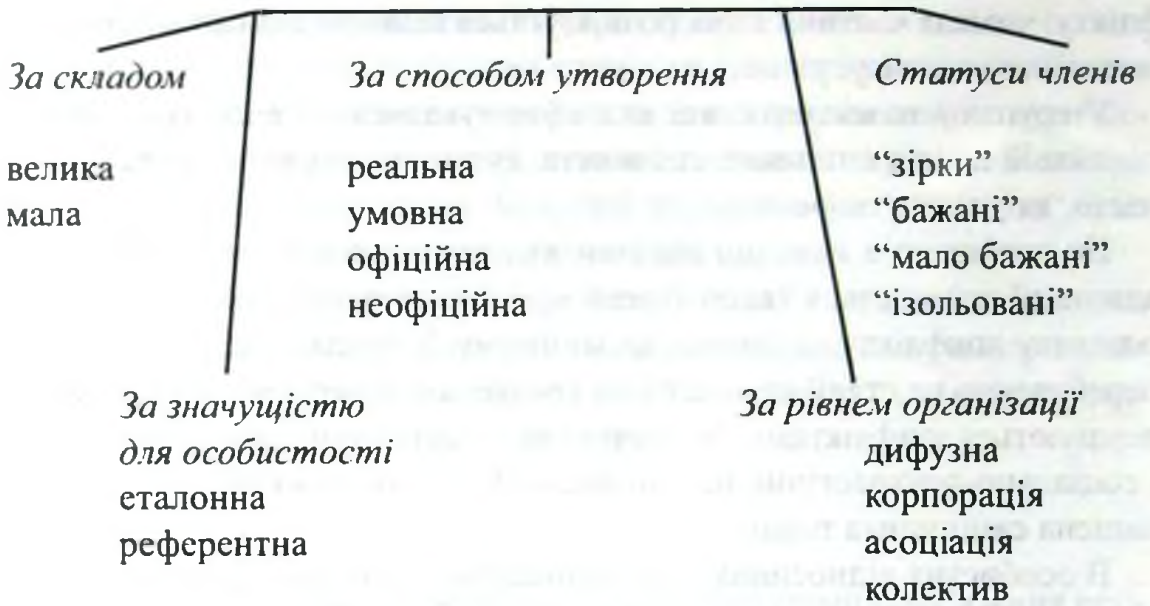 За складом
велика
мала
За способом утворення
реальна
умовна
офіційна
неофіційна
Статуси членів
“зірки”
“бажані”
“мало бажані”
“ізольовані”
За значущістю
для особистості
еталонна
референтна
За рівнем організації
дифузна
корпорація
асоціація
колектив